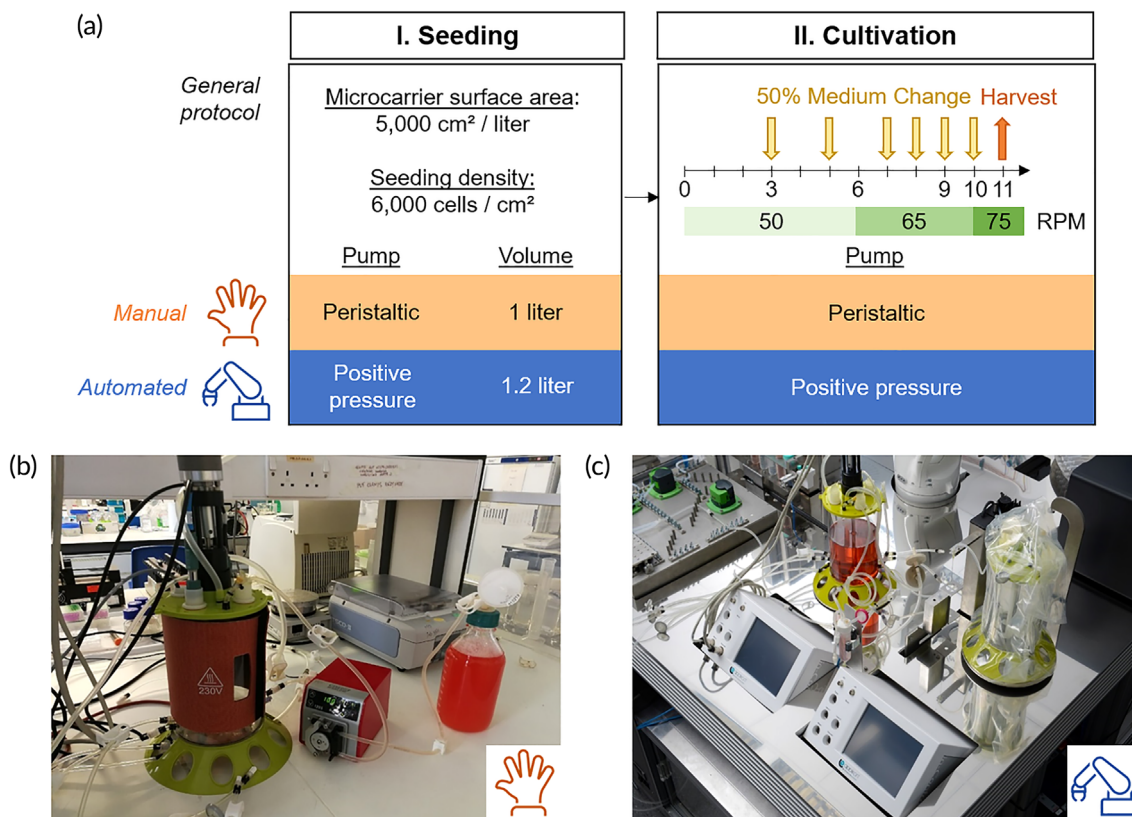 (a)
I. Seeding
II. Cultivation
General
protocol
Microcarrier surface area:
5,000 cm² / liter
Seeding density:
6,000 cells / cm²
Pump
Volume
50% Medium Change
Harvest
0
3
6
9
10
11
50
65
75
RPM
Pump
Manual
Peristaltic
1 liter
Peristaltic
Automated
Positive
pressure
1.2 liter
Positive pressure
(b)
230V
(c)